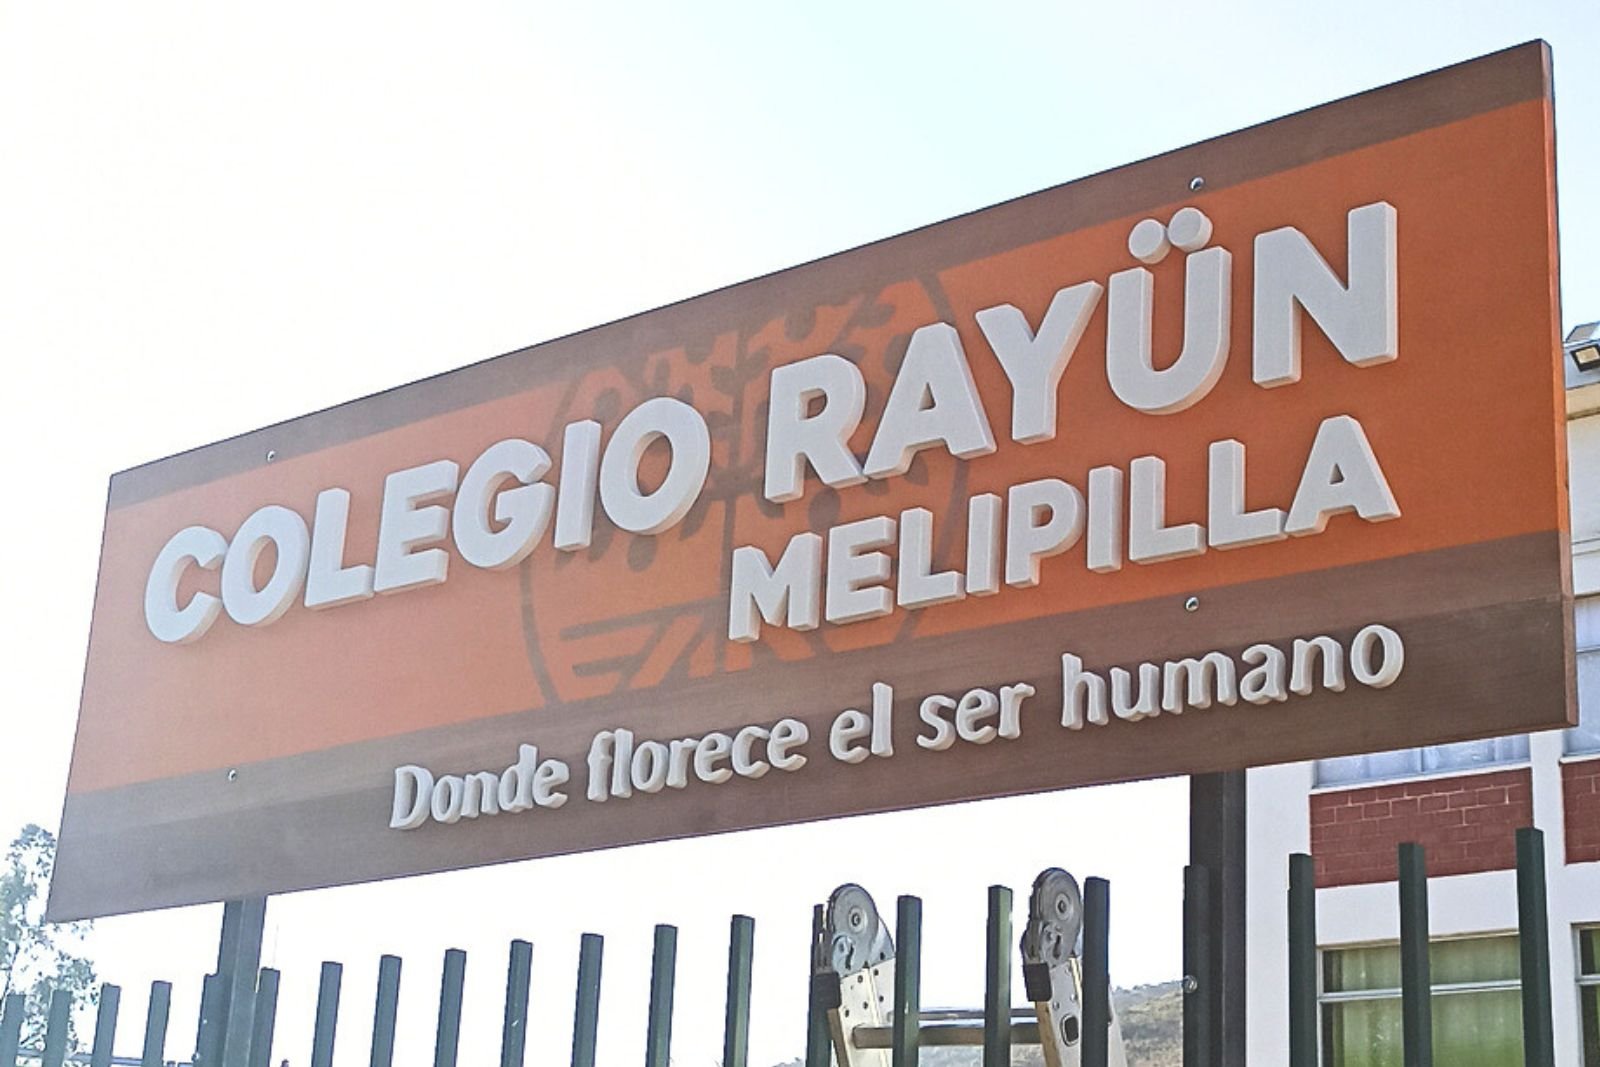 COLEGIO RAYÜN
MELIPILLA
Donde florece el ser humano